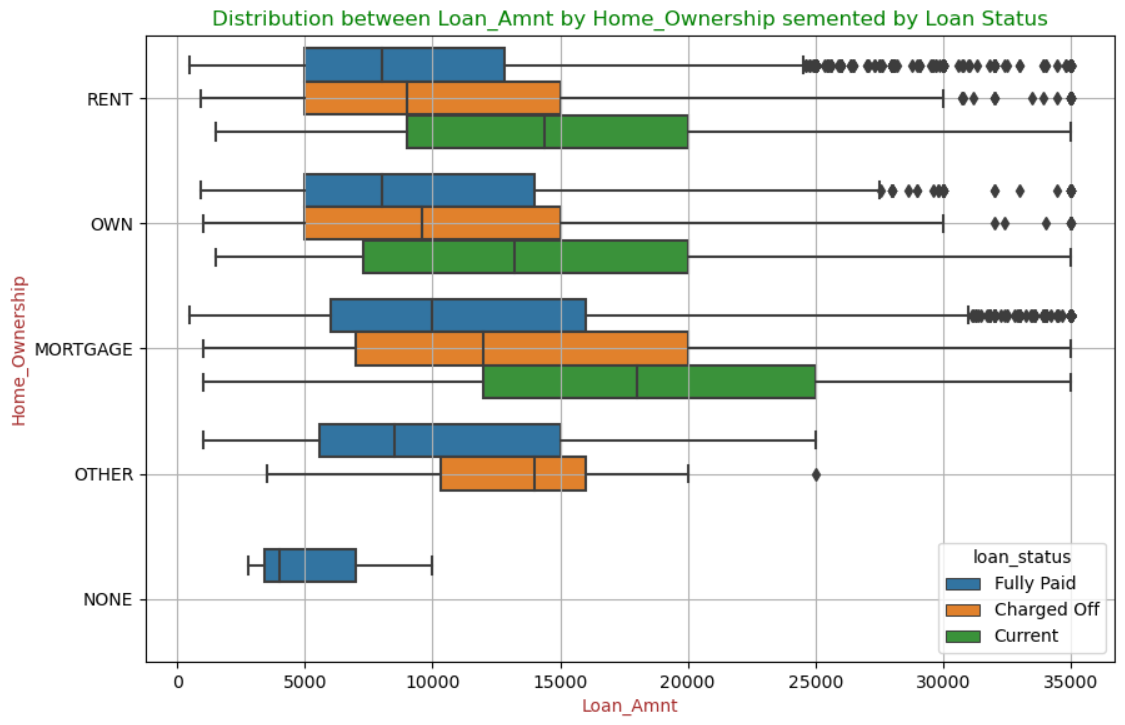 Distribution between Loan_Amnt by Home_Ownership semented by Loan Status
Home_Ownership
RENT
OWN
MORTGAGE
OTHER
NONE
loan_status
Fully Paid
Charged Off
Current
0 5000 10000 15000 20000 25000 30000 35000
Loan_Amnt